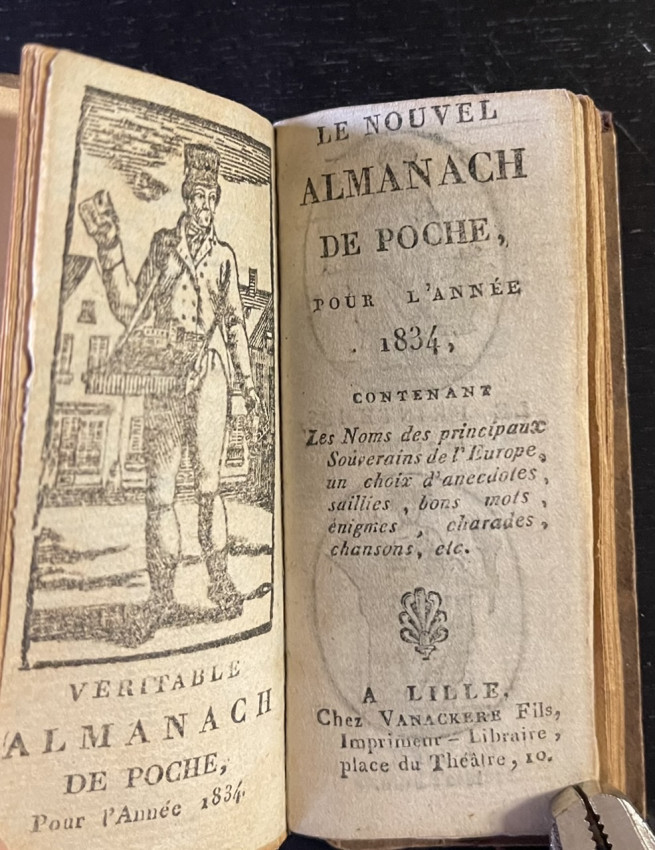 VÉRITABLE
ALMANACH
DE POCHE,
Pour l'Année 1834.
LE NOUVEL
ALMANACH
DE POCHE,
POUR L'ANNÉE
1834,
CONTENANT
Les Noms des principaux
Souverains de l'Europe,
un choix d'anecdotes,
saillies, bons mots,
énigmes, charades,
chansons, etc.
A LILLE,
Chez VANACKERE Fils,
Imprimeur-Libraire,
place du Théâtre, 10.